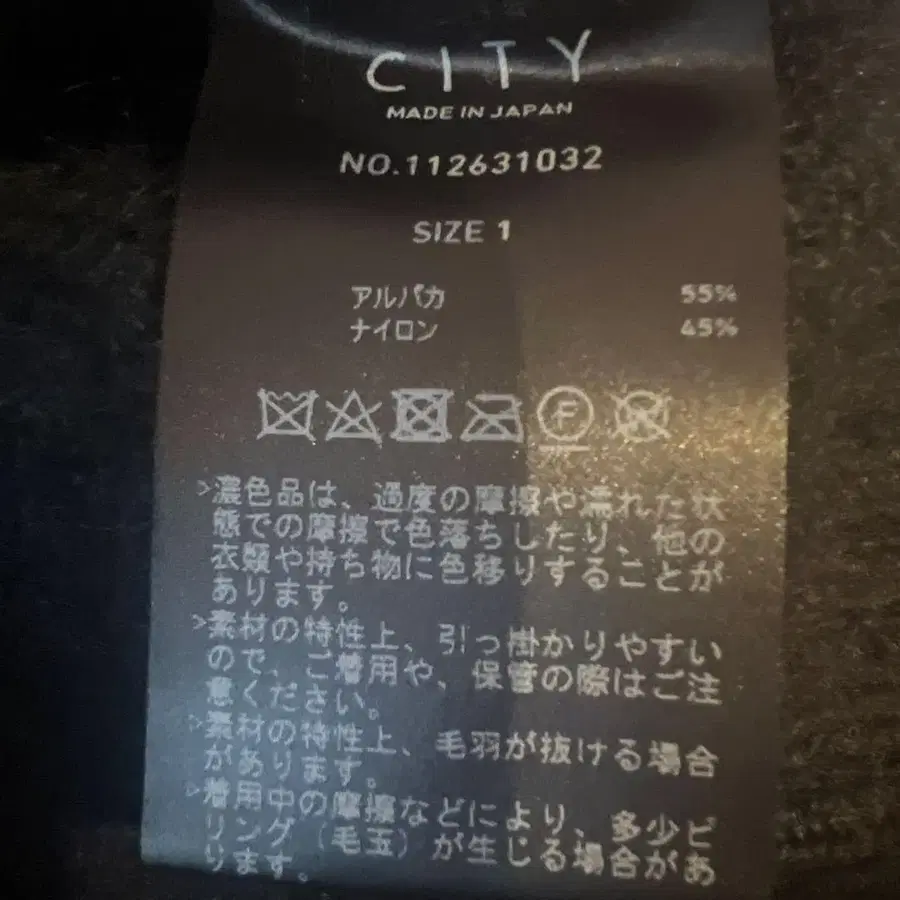 CITY
MADE IN JAPAN
NO.112631032
SIZE 1
アルパカ 55%
ナイロン 45%
F
>濃色品は、過度の摩擦や濡れた状
態での摩擦で色落ちしたり、他の
衣類や持ち物に色移りすることが
あります。
>素材の特性上、引っ掛かりやすい
ので、ご着用や、保管の際はご注
意ください。
>素材の特性上、毛羽が抜ける場合
があります。
>着用中の摩擦などにより、多少ピ
リング(毛玉)が生じる場合があ
ります。